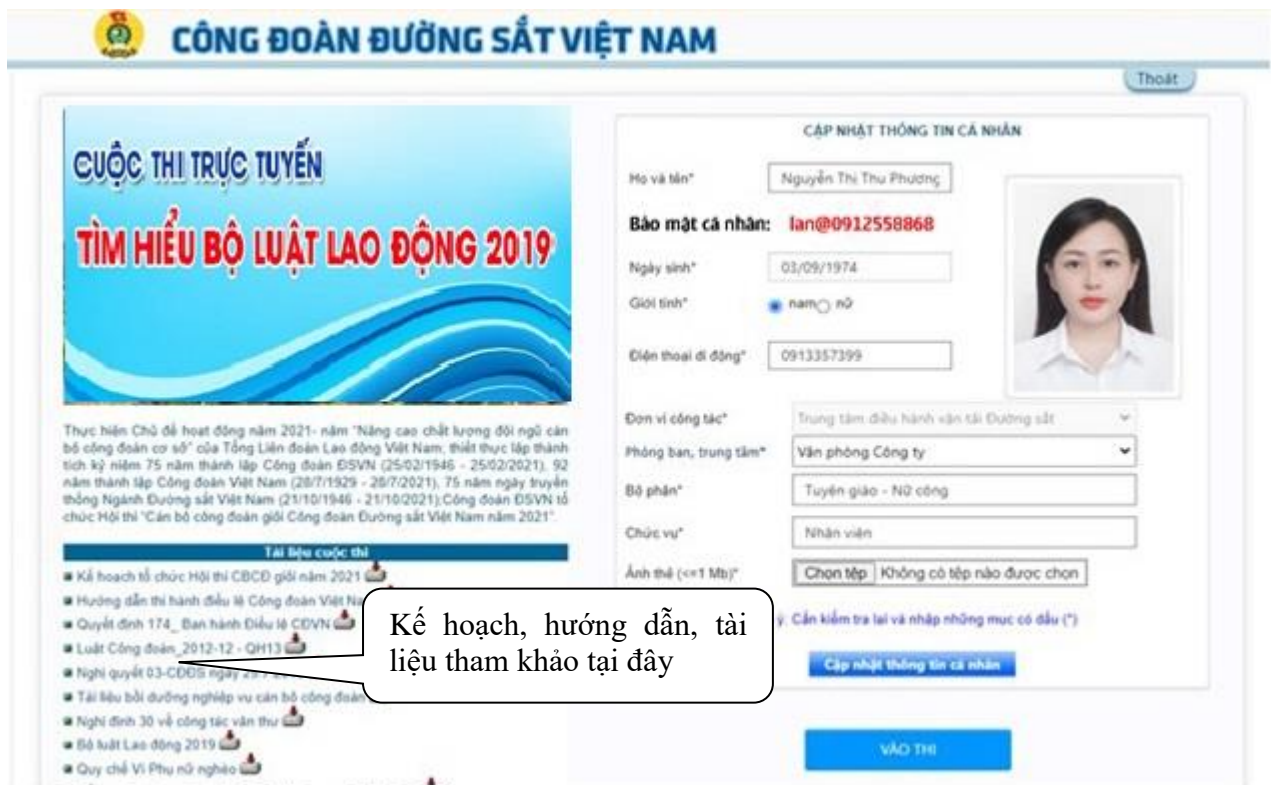 CÔNG ĐOÀN ĐƯỜNG SẮT VIỆT NAM
Thoát
CUỘC THI TRỰC TUYẾN
TÌM HIỂU BỘ LUẬT LAO ĐỘNG 2019
Thực hiện Chủ đề hoạt động năm 2021- năm "Nâng cao chất lượng đội ngũ cán
bộ công đoàn cơ sở" của Tổng Liên đoàn Lao động Việt Nam; thiết thực lập thành
tích kỷ niệm 75 năm thành lập Công đoàn ĐSVN (25/02/1946 - 25/02/2021), 92
năm thành lập Công đoàn Việt Nam (28/7/1929 - 28/7/2021), 75 năm ngày truyền
thống Ngành Đường sắt Việt Nam (21/10/1946 - 21/10/2021);Công đoàn ĐSVN tổ
chức Hội thi "Cán bộ công đoàn giỏi Công đoàn Đường sắt Việt Nam năm 2021".
Tài liệu cuộc thi
Kế hoạch tổ chức Hội thi CBCĐ giỏi năm 2021
Hướng dẫn thi hành điều lệ Công đoàn Việt Na
Quyết định 174_ Ban hành Điều lệ CĐVN
Luật Công đoàn_2012-12 - QH13
Nghị quyết 03-CĐĐS ngày
Tài liệu bồi dưỡng nghiệp vụ cán bộ công đoàn
Nghị định 30 về công tác văn thư
Bộ luật Lao động 2019
Quy chế Vì Phụ nữ nghèo
Kế hoạch, hướng dẫn, tài
liệu tham khảo tại đây
CẬP NHẬT THÔNG TIN CÁ NHÂN
Họ và tên* Nguyễn Thị Thu Phương
Bảo mật cá nhân: lan@0912558868
Ngày sinh* 03/09/1974
Giới tính* nam nữ
Điện thoại di động* 0913357399
Đơn vị công tác* Trung tâm điều hành vận tải Đường sắt
Phòng ban, trung tâm* Văn phòng Công ty
Bộ phận* Tuyên giáo - Nữ công
Chức vụ* Nhân viên
Ảnh thẻ (<=1 Mb)* Chọn tệp Không có tệp nào được chọn
ý: Cần kiểm tra lại và nhập những mục có dấu (*)
Cập nhật thông tin cá nhân
VÀO THI